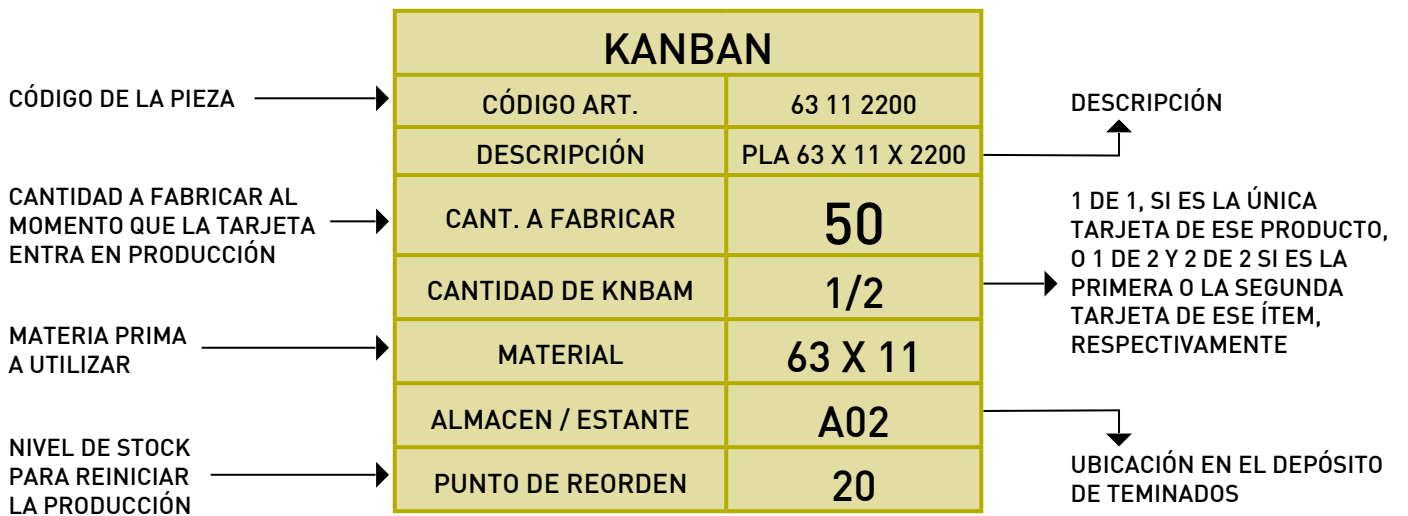 KANBAN
CÓDIGO DE LA PIEZA
CÓDIGO ART.
63 11 2200
DESCRIPCIÓN
DESCRIPCIÓN
PLA 63 X 11 X 2200
CANTIDAD A FABRICAR AL
MOMENTO QUE LA TARJETA
ENTRA EN PRODUCCIÓN
CANT. A FABRICAR
50
1 DE 1, SI ES LA ÚNICA
TARJETA DE ESE PRODUCTO,
O 1 DE 2 Y 2 DE 2 SI ES LA
PRIMERA O LA SEGUNDA
TARJETA DE ESE ÍTEM,
RESPECTIVAMENTE
CANTIDAD DE KNBAM
1/2
MATERIA PRIMA
A UTILIZAR
MATERIAL
63 X 11
ALMACEN / ESTANTE
A02
UBICACIÓN EN EL DEPÓSITO
DE TEMINADOS
NIVEL DE STOCK
PARA REINICIAR
LA PRODUCCIÓN
PUNTO DE REORDEN
20